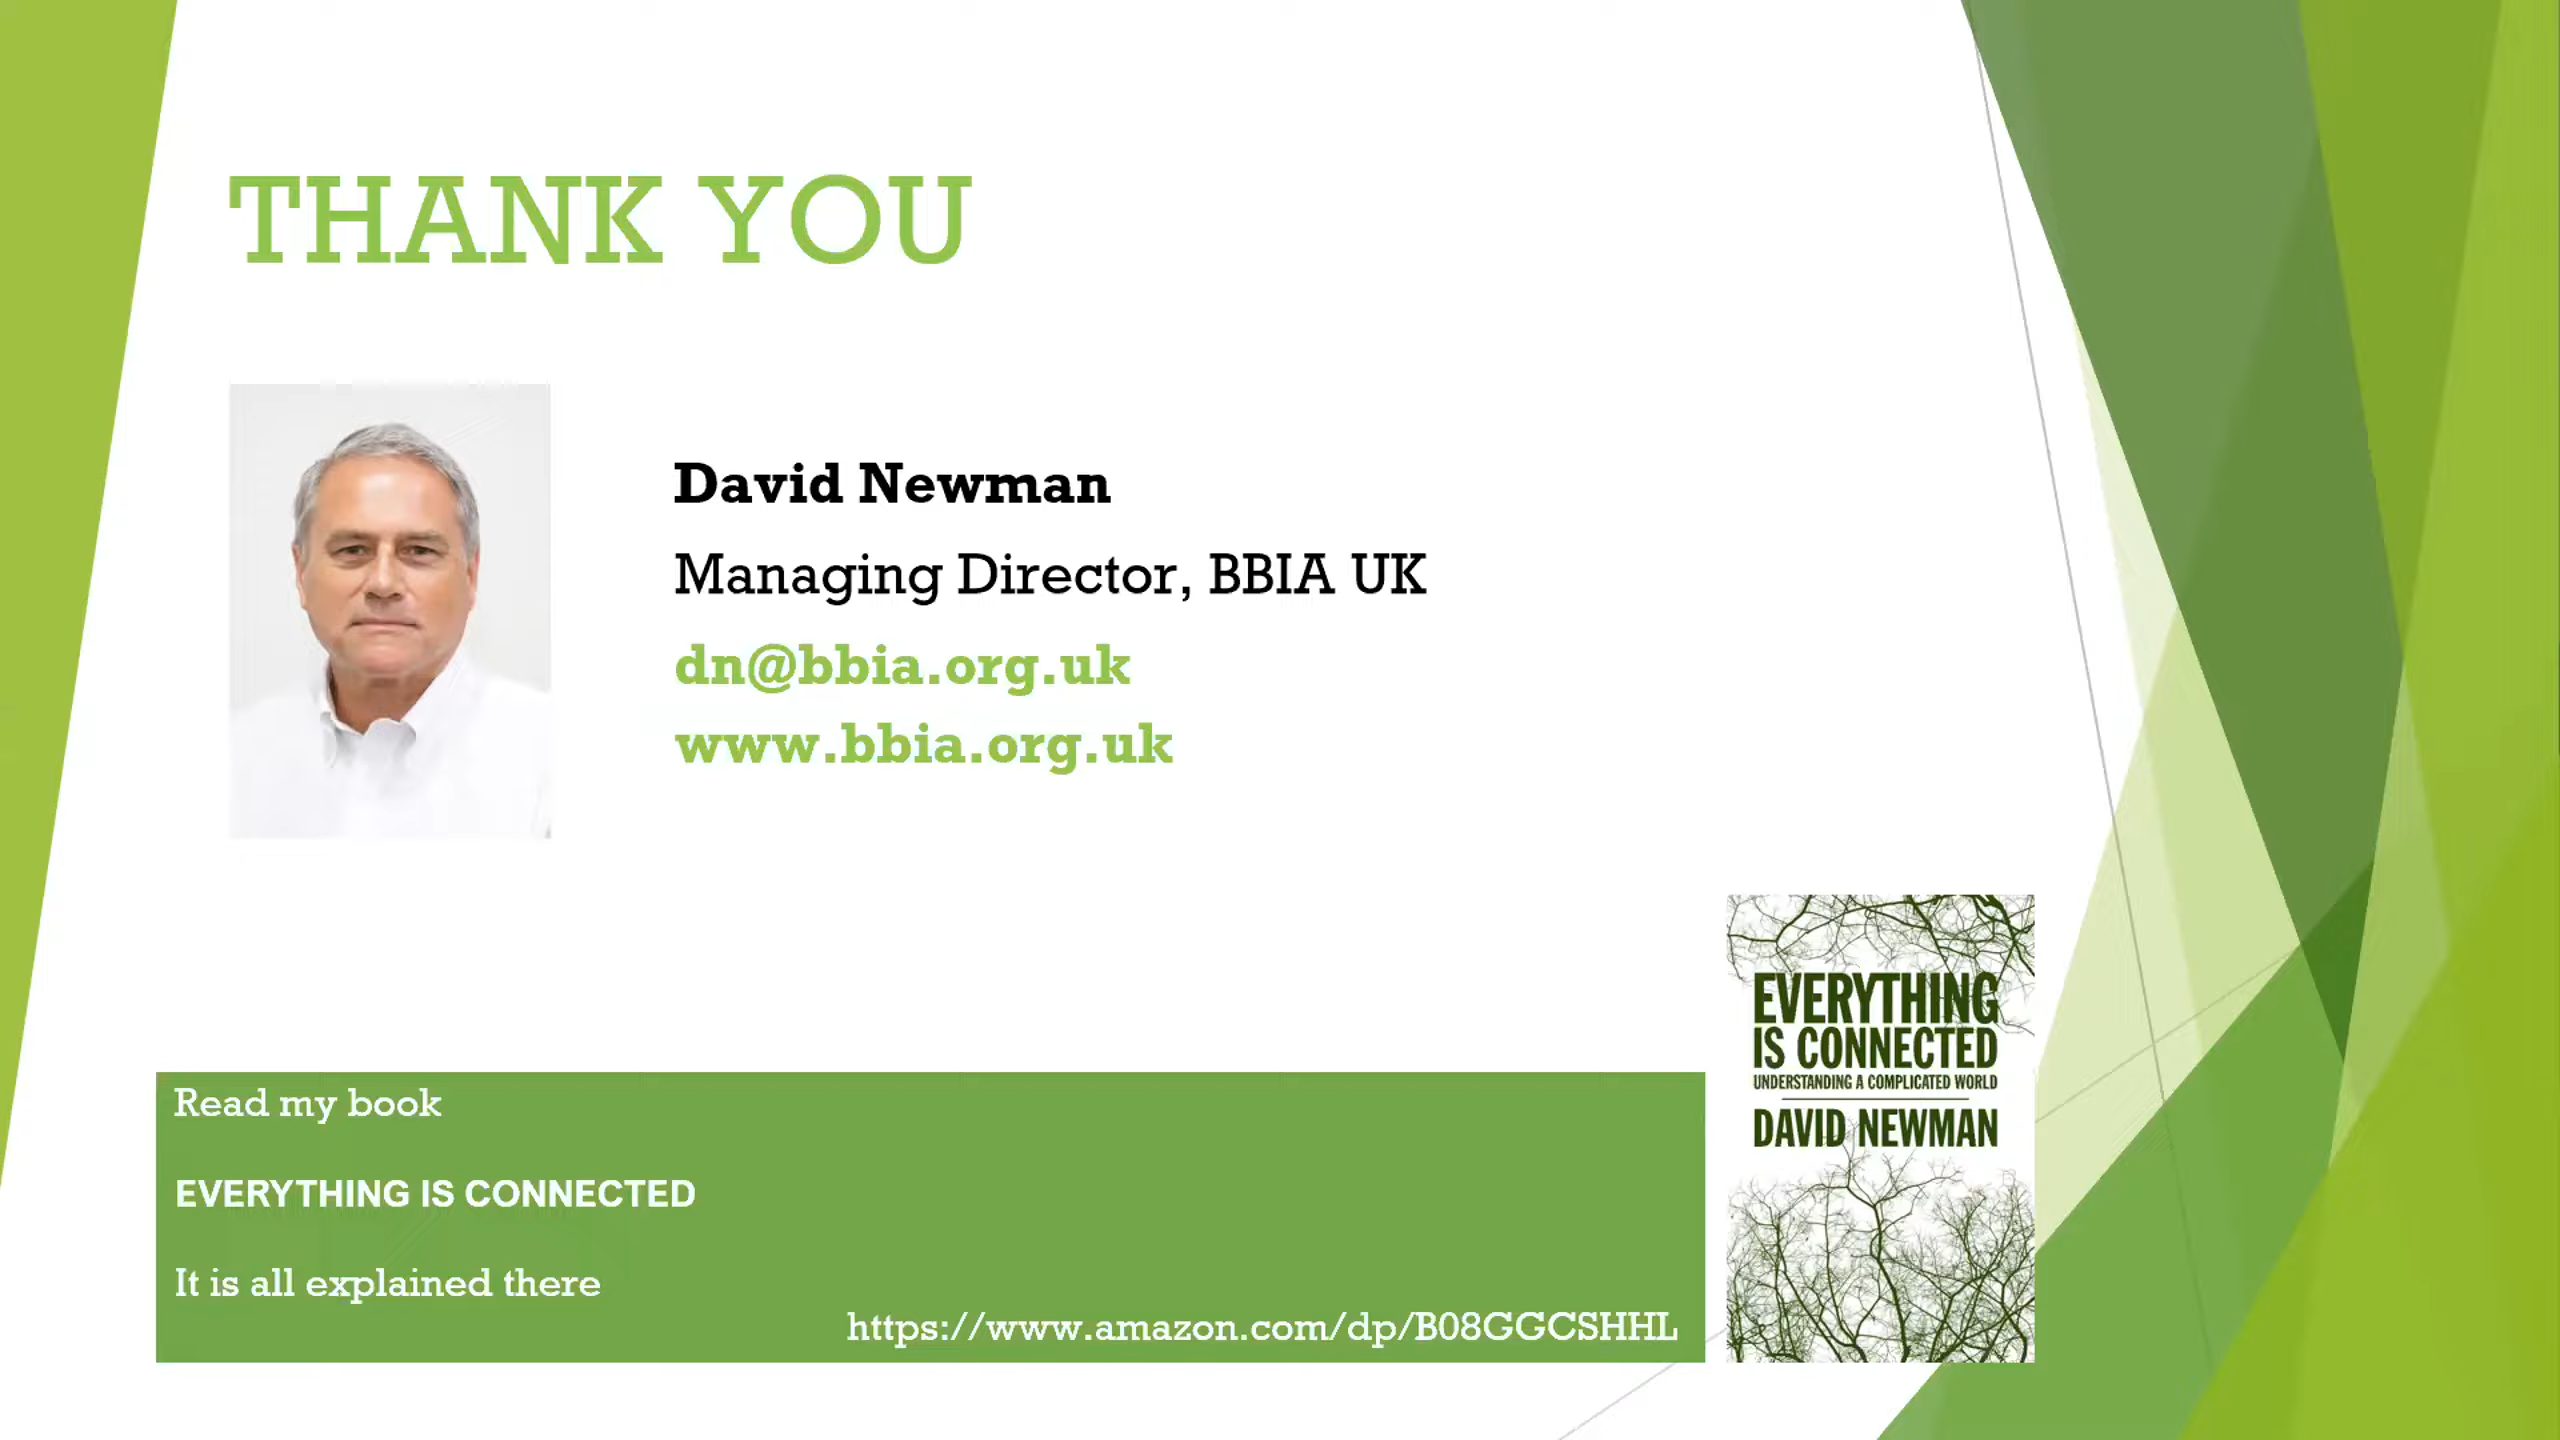 THANK YOU
David Newman
Managing Director, BBIA UK
dn@bbia.org.uk
www.bbia.org.uk
Read my book
EVERYTHING IS CONNECTED
It is all explained there
https://www.amazon.com/dp/B08GGCSHHL
EVERYTHING
IS CONNECTED
UNDERSTANDING A COMPLICATED WORLD
DAVID NEWMAN